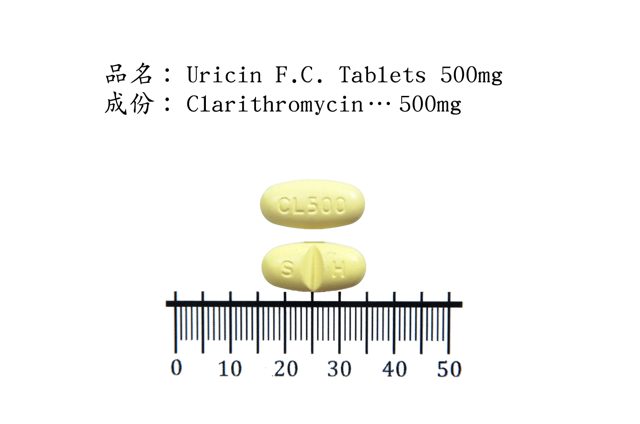 品名：Uricin F.C. Tablets 500mg
成份：Clarithromycin… 500mg
CL500
S H
0 10 20 30 40 50